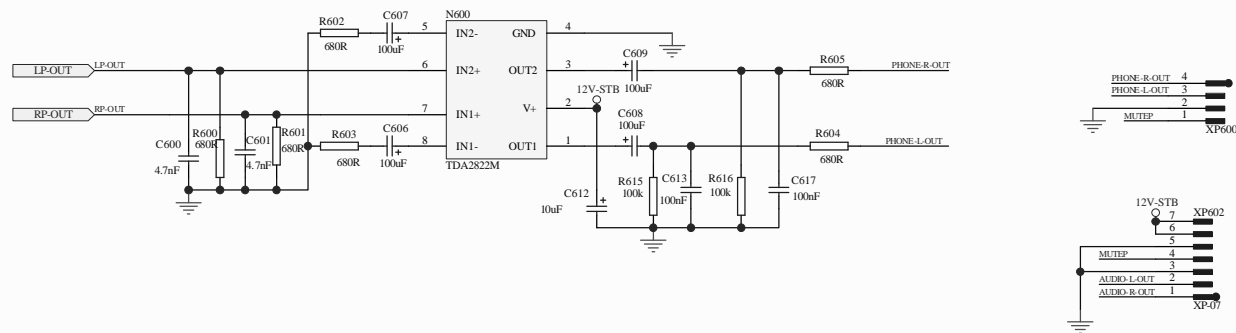 R602
680R
C607
100uF
N600
5
IN2-
GND
4
LP-OUT
LP-OUT
6
IN2+
OUT2
3
C609
100uF
R605
680R
PHONE-R-OUT
12V-STB
V+
2
RP-OUT
RP-OUT
7
IN1+
C608
100uF
C600
4.7nF
R600
680R
C601
4.7nF
R601
680R
R603
680R
C606
100uF
8
IN1-
OUT1
1
TDA2822M
R604
680R
PHONE-L-OUT
C612
10uF
R615
100k
C613
100nF
R616
100k
C617
100nF
PHONE-R-OUT
4
PHONE-L-OUT
3
2
MUTEP
1
XP600
12V-STB
XP602
7
6
5
MUTEP
4
3
AUDIO-L-OUT
2
AUDIO-R-OUT
1
XP-07